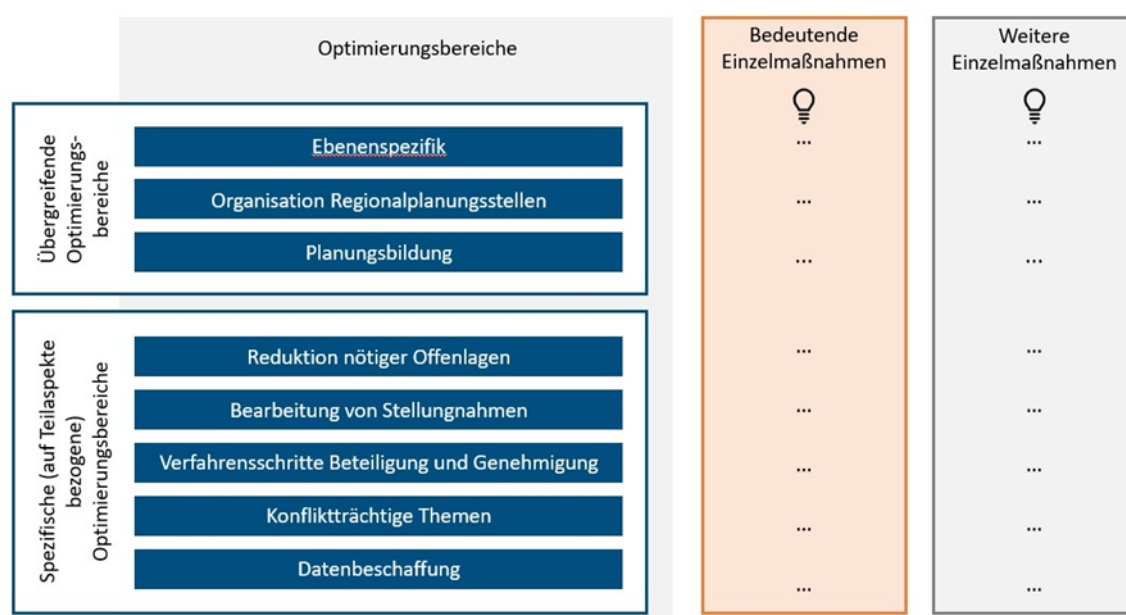 Optimierungsbereiche
Bedeutende
Einzelmaßnahmen
Weitere
Einzelmaßnahmen
Übergreifende
Optimierungs-
bereiche
Ebenenspezifik
...
...
Organisation Regionalplanungsstellen
...
...
Planungsbildung
...
...
Spezifische (auf Teilaspekte
bezogene)
Optimierungsbereiche
Reduktion nötiger Offenlagen
...
...
Bearbeitung von Stellungnahmen
...
...
Verfahrensschritte Beteiligung und Genehmigung
...
...
Konfliktträchtige Themen
...
...
Datenbeschaffung
...
...